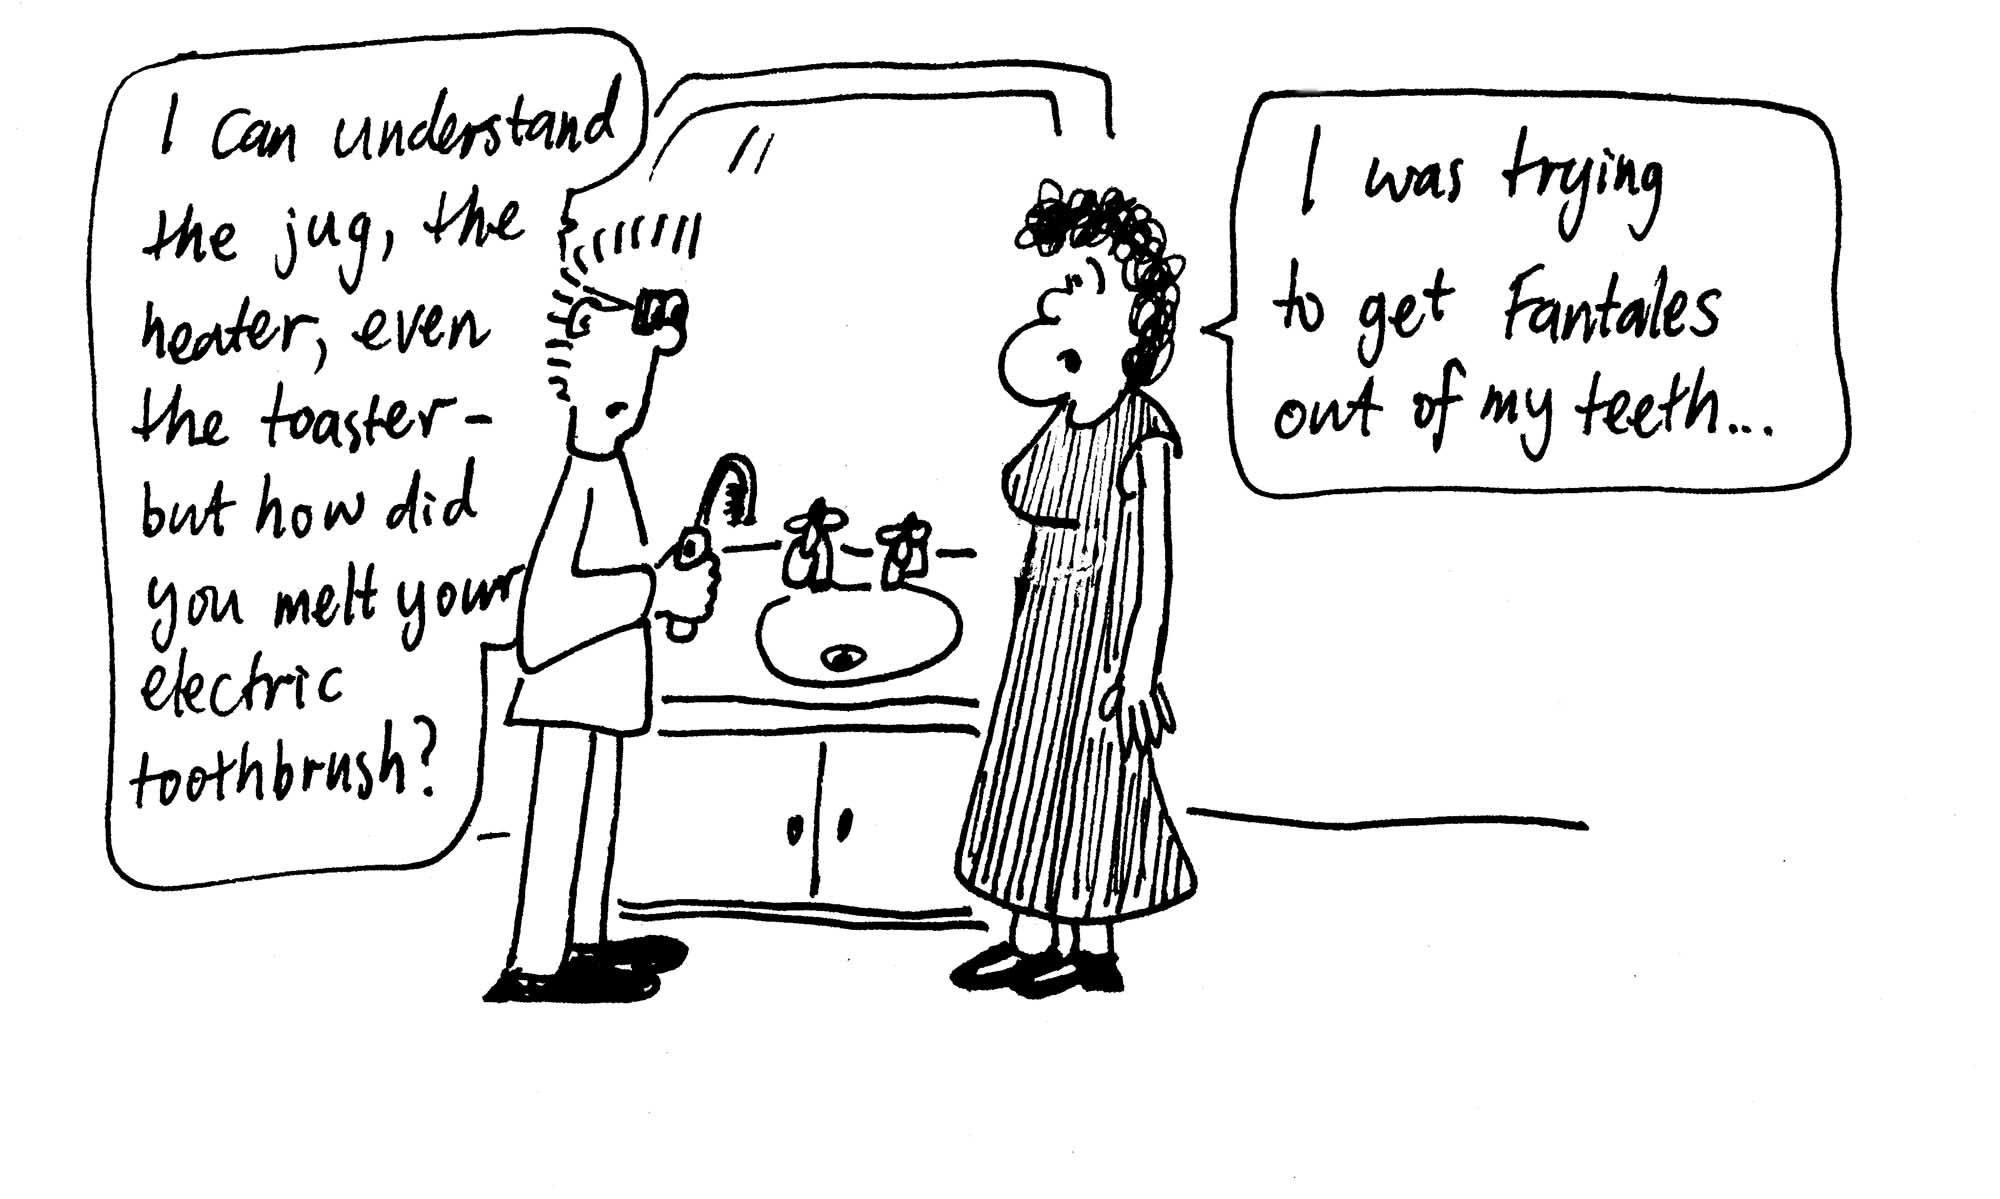 I can understand
the jug, the
heater, even
the toaster -
but how did
you melt your
electric
toothbrush?
I was trying
to get Fantales
out of my teeth...